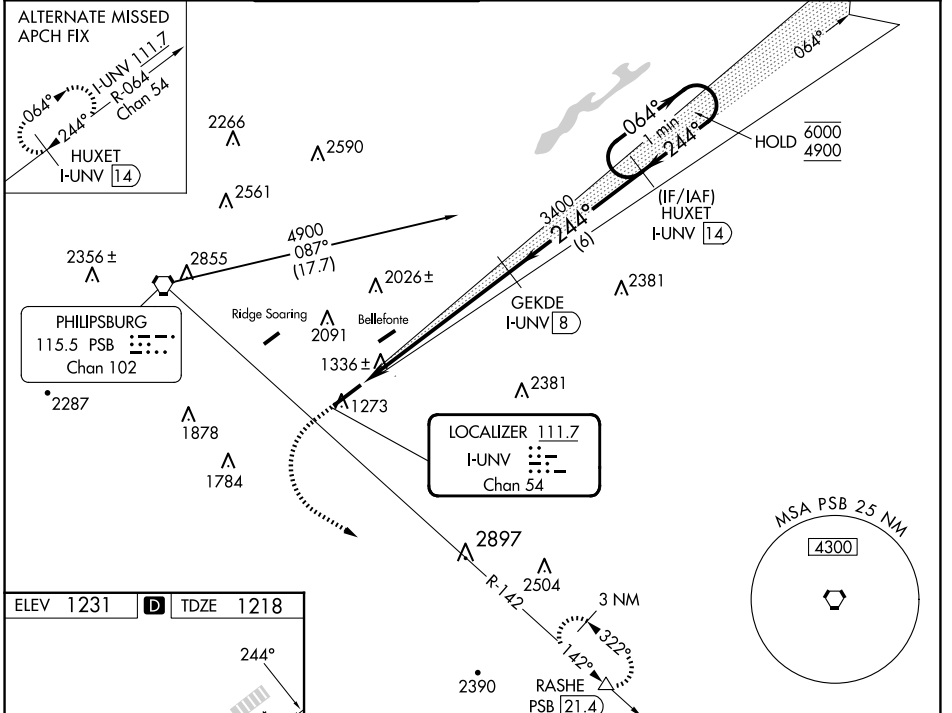 ALTERNATE MISSED
APCH FIX
I-UNV 111.7
R-064
Chan 54
064°
244°
HUXET
I-UNV 14
2266
2590
2561
064°
064°
1 min
244°
HOLD 6000
4900
(IF/IAF)
HUXET
I-UNV 14
3400
244°
(6)
4900
087°
(17.7)
2356 ±
2855
2026 ±
2381
GEKDE
I-UNV 8
PHILIPSBURG
115.5 PSB
Chan 102
Ridge Soaring
2091
Bellefonte
1336 ±
2287
1273
2381
1878
1784
LOCALIZER 111.7
I-UNV
Chan 54
MSA PSB 25 NM
4300
2897
2504
R-142
3 NM
322°
142°
2390
RASHE
PSB 21.4
ELEV 1231 D TDZE 1218
244°